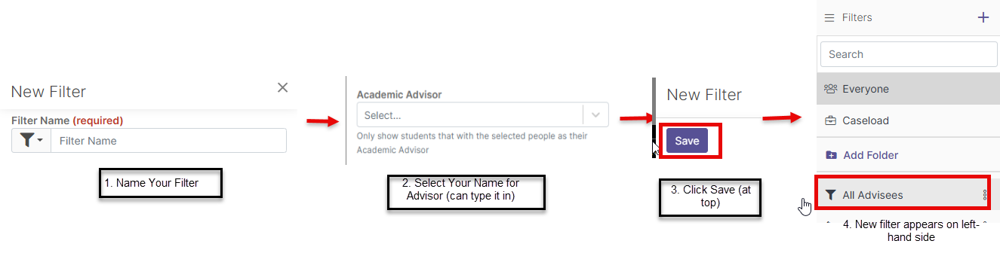 New Filter
Filter Name (required)
Filter Name
1. Name Your Filter
Academic Advisor
Select...
Only show students that with the selected people as their
Academic Advisor
2. Select Your Name for
Advisor (can type it in)
New Filter
Save
3. Click Save (at
top)
Filters
Search
Everyone
Caseload
Add Folder
All Advisees
4. New filter appears on left-
hand side